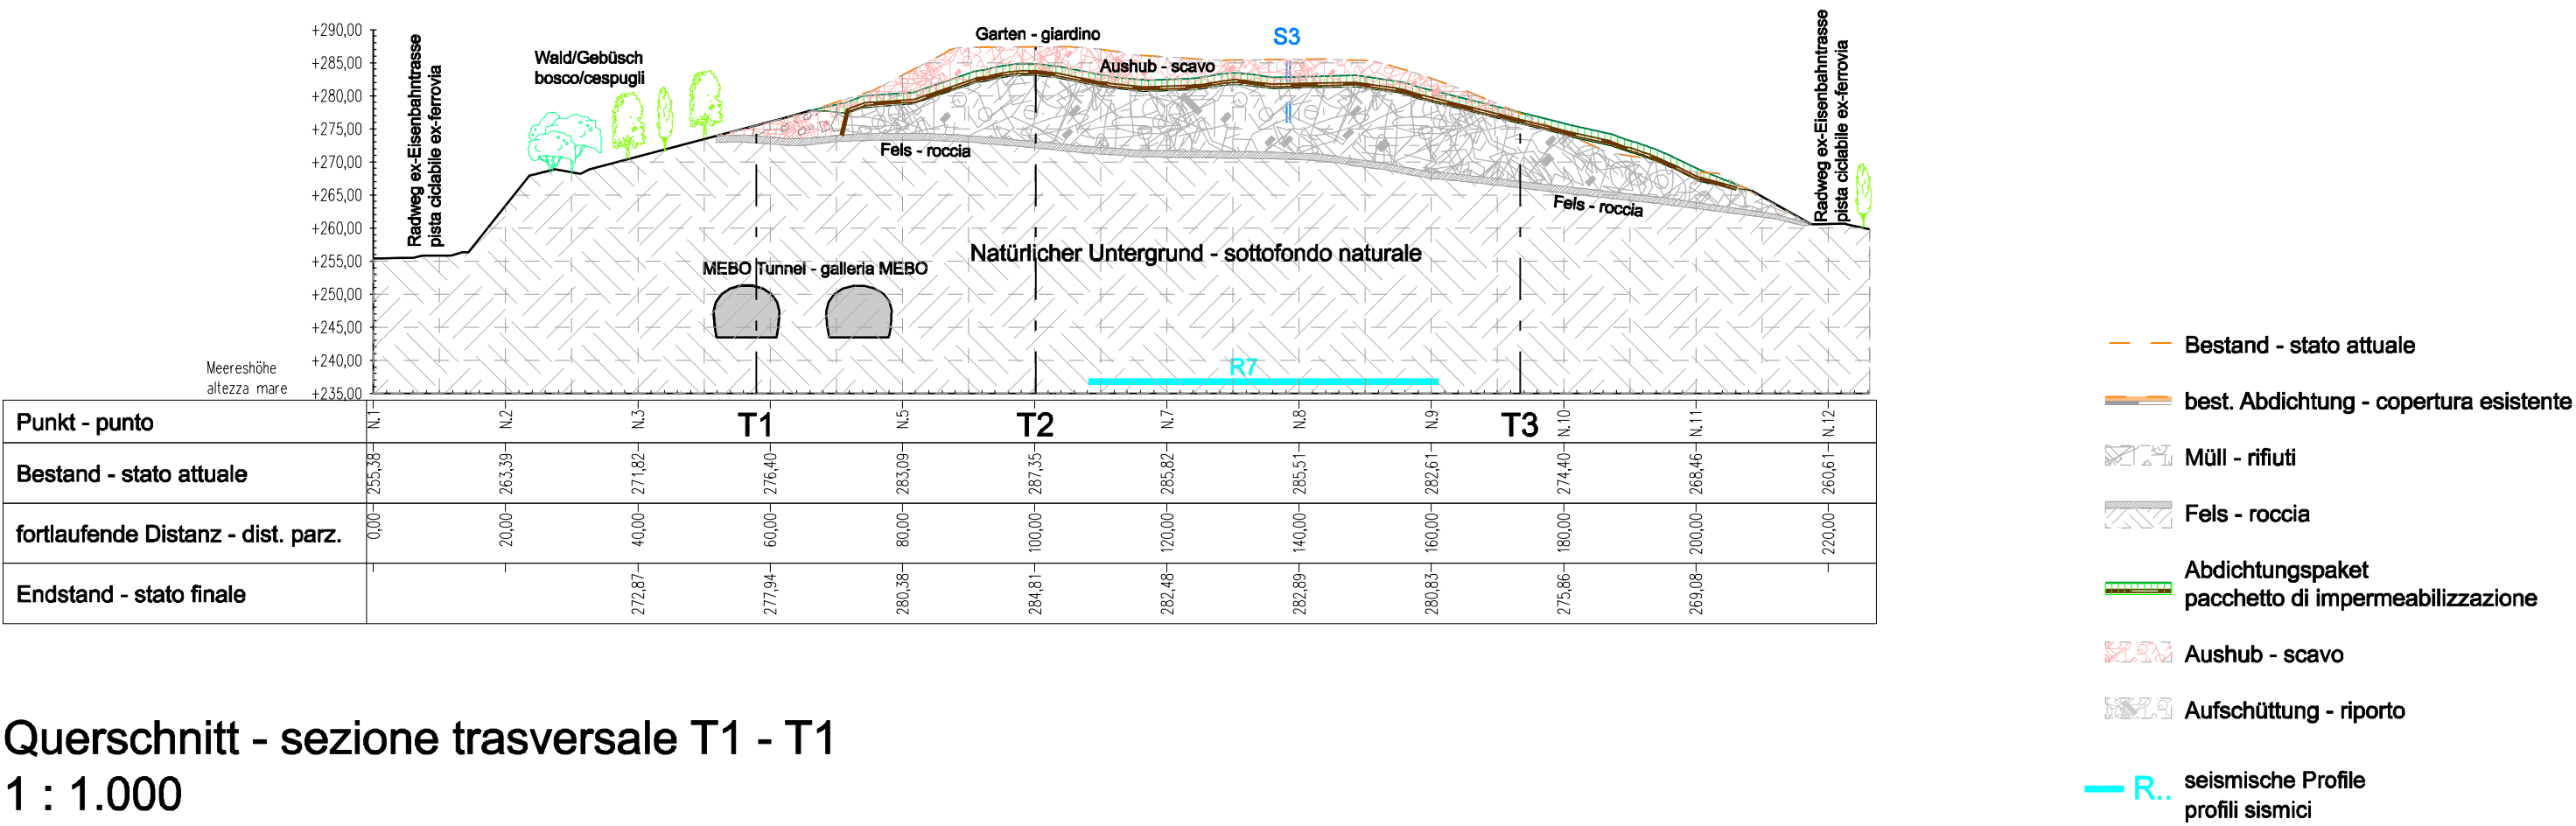 +290,00
+285,00
+280,00
+275,00
+270,00
+265,00
+260,00
+255,00
+250,00
+245,00
+240,00
+235,00
Meereshöhe
altezza mare
Radweg ex-Eisenbahntrasse
pista ciclabile ex-ferrovia
Wald/Gebüsch
bosco/cespugli
Garten - giardino
S3
Aushub - scavo
Fels - roccia
Fels - roccia
Radweg ex-Eisenbahntrasse
pista ciclabile ex-ferrovia
Natürlicher Untergrund - sottofondo naturale
MEBO Tunnel - galleria MEBO
R7
Punkt - punto N.1 N.2 N.3 T1 N.5 T2 N.7 N.8 N.9 T3 N.10 N.11 N.12
Bestand - stato attuale 255,38 263,39 271,82 276,40 283,09 287,35 285,82 285,51 282,61 274,40 268,46 260,61
fortlaufende Distanz - dist. parz. 0,00 20,00 40,00 60,00 80,00 100,00 120,00 140,00 160,00 180,00 200,00 220,00
Endstand - stato finale 272,87 277,94 280,38 284,81 282,48 282,89 280,83 275,86 269,08
Querschnitt - sezione trasversale T1 - T1
1 : 1.000
Bestand - stato attuale
best. Abdichtung - copertura esistente
Müll - rifiuti
Fels - roccia
Abdichtungspaket
pacchetto di impermeabilizzazione
Aushub - scavo
Aufschüttung - riporto
R.. seismische Profile
profili sismici